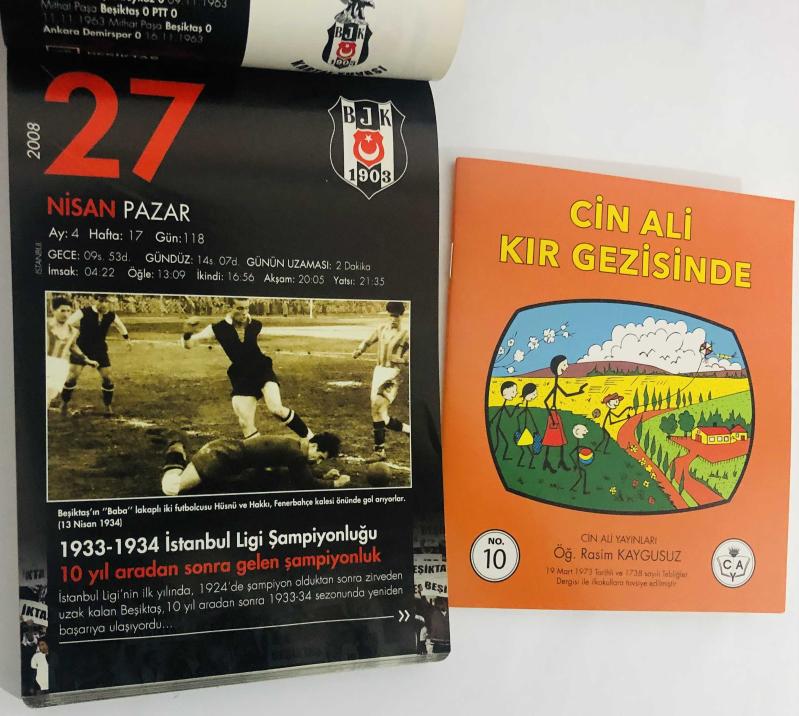 09.11.1963
Mithat Paşa Beşiktaş 0 PTT 0
11.11.1963 Mithat Paşa Beşiktaş 0
Ankara Demirspor 0 16.11.1963
BJK
2008
27
BJK
1903
NİSAN PAZAR
Ay: 4 Hafta: 17 Gün:118
İSTANBUL
GECE: 09s. 53d. GÜNDÜZ: 14s. 07d. GÜNÜN UZAMASI: 2 Dakika
İmsak: 04:22 Öğle: 13:09 İkindi: 16:56 Akşam: 20:05 Yatsı: 21:35
Beşiktaş'ın "Baba" lakaplı iki futbolcusu Hüsnü ve Hakkı, Fenerbahçe kalesi önünde gol arıyorlar.
(13 Nisan 1934)
1933-1934 İstanbul Ligi Şampiyonluğu
10 yıl aradan sonra gelen şampiyonluk
İstanbul Ligi'nin ilk yılında, 1924'de şampiyon olduktan sonra zirveden
uzak kalan Beşiktaş,10 yıl aradan sonra 1933-34 sezonunda yeniden
başarıya ulaşıyordu...
CİN ALİ
KIR GEZİSİNDE
NO.
10
CİN ALİ YAYINLARI
Öğ. Rasim KAYGUSUZ
19 Mart 1973 Tarihli ve 1738 sayılı Tebliğler
Dergisi ile ilkokullara tavsiye edilmiştir
CA